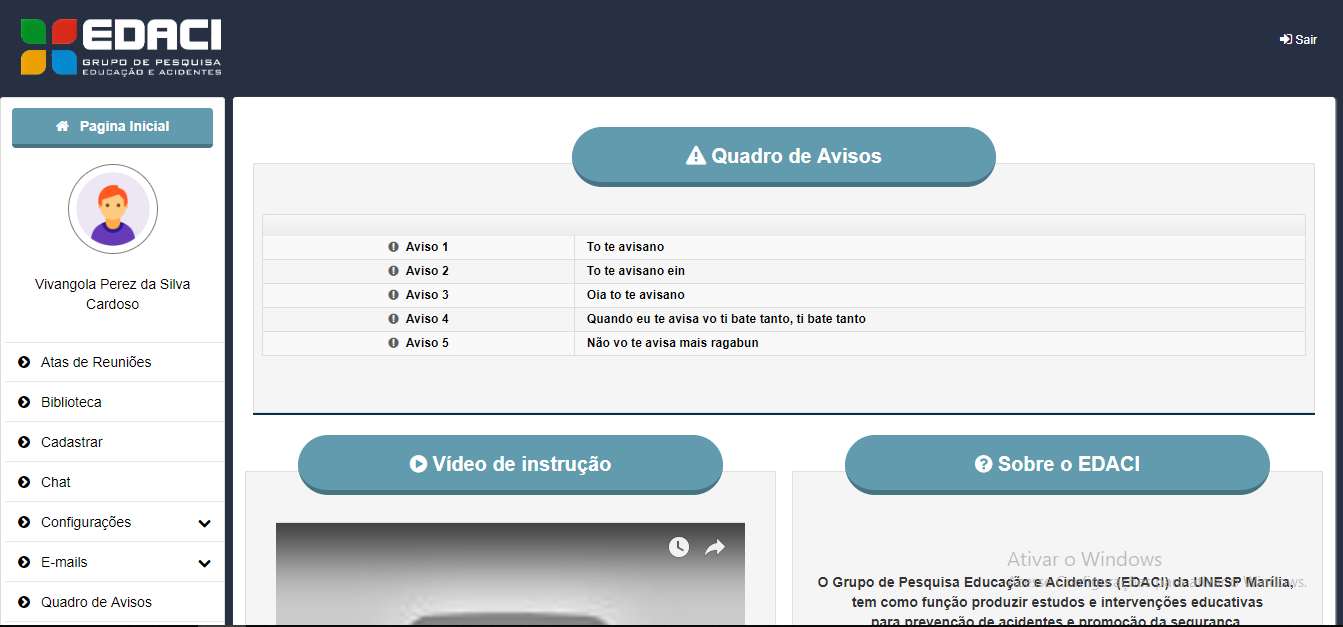 EDACI
GRUPO DE PESQUISA
EDUCAÇÃO E ACIDENTES
Sair
Pagina Inicial
Vivangola Perez da Silva
Cardoso
Atas de Reuniões
Biblioteca
Cadastrar
Chat
Configurações
E-mails
Quadro de Avisos
Quadro de Avisos
Aviso 1 To te avisano
Aviso 2 To te avisano ein
Aviso 3 Oia to te avisano
Aviso 4 Quando eu te avisa vo ti bate tanto, ti bate tanto
Aviso 5 Não vo te avisa mais ragabun
Vídeo de instrução
Sobre o EDACI
Ativar o Windows
O Grupo de Pesquisa Educação e Acidentes (EDACI) da UNESP Marília,
tem como função produzir estudos e intervenções educativas
para prevenção de acidentes e promoção da segurança